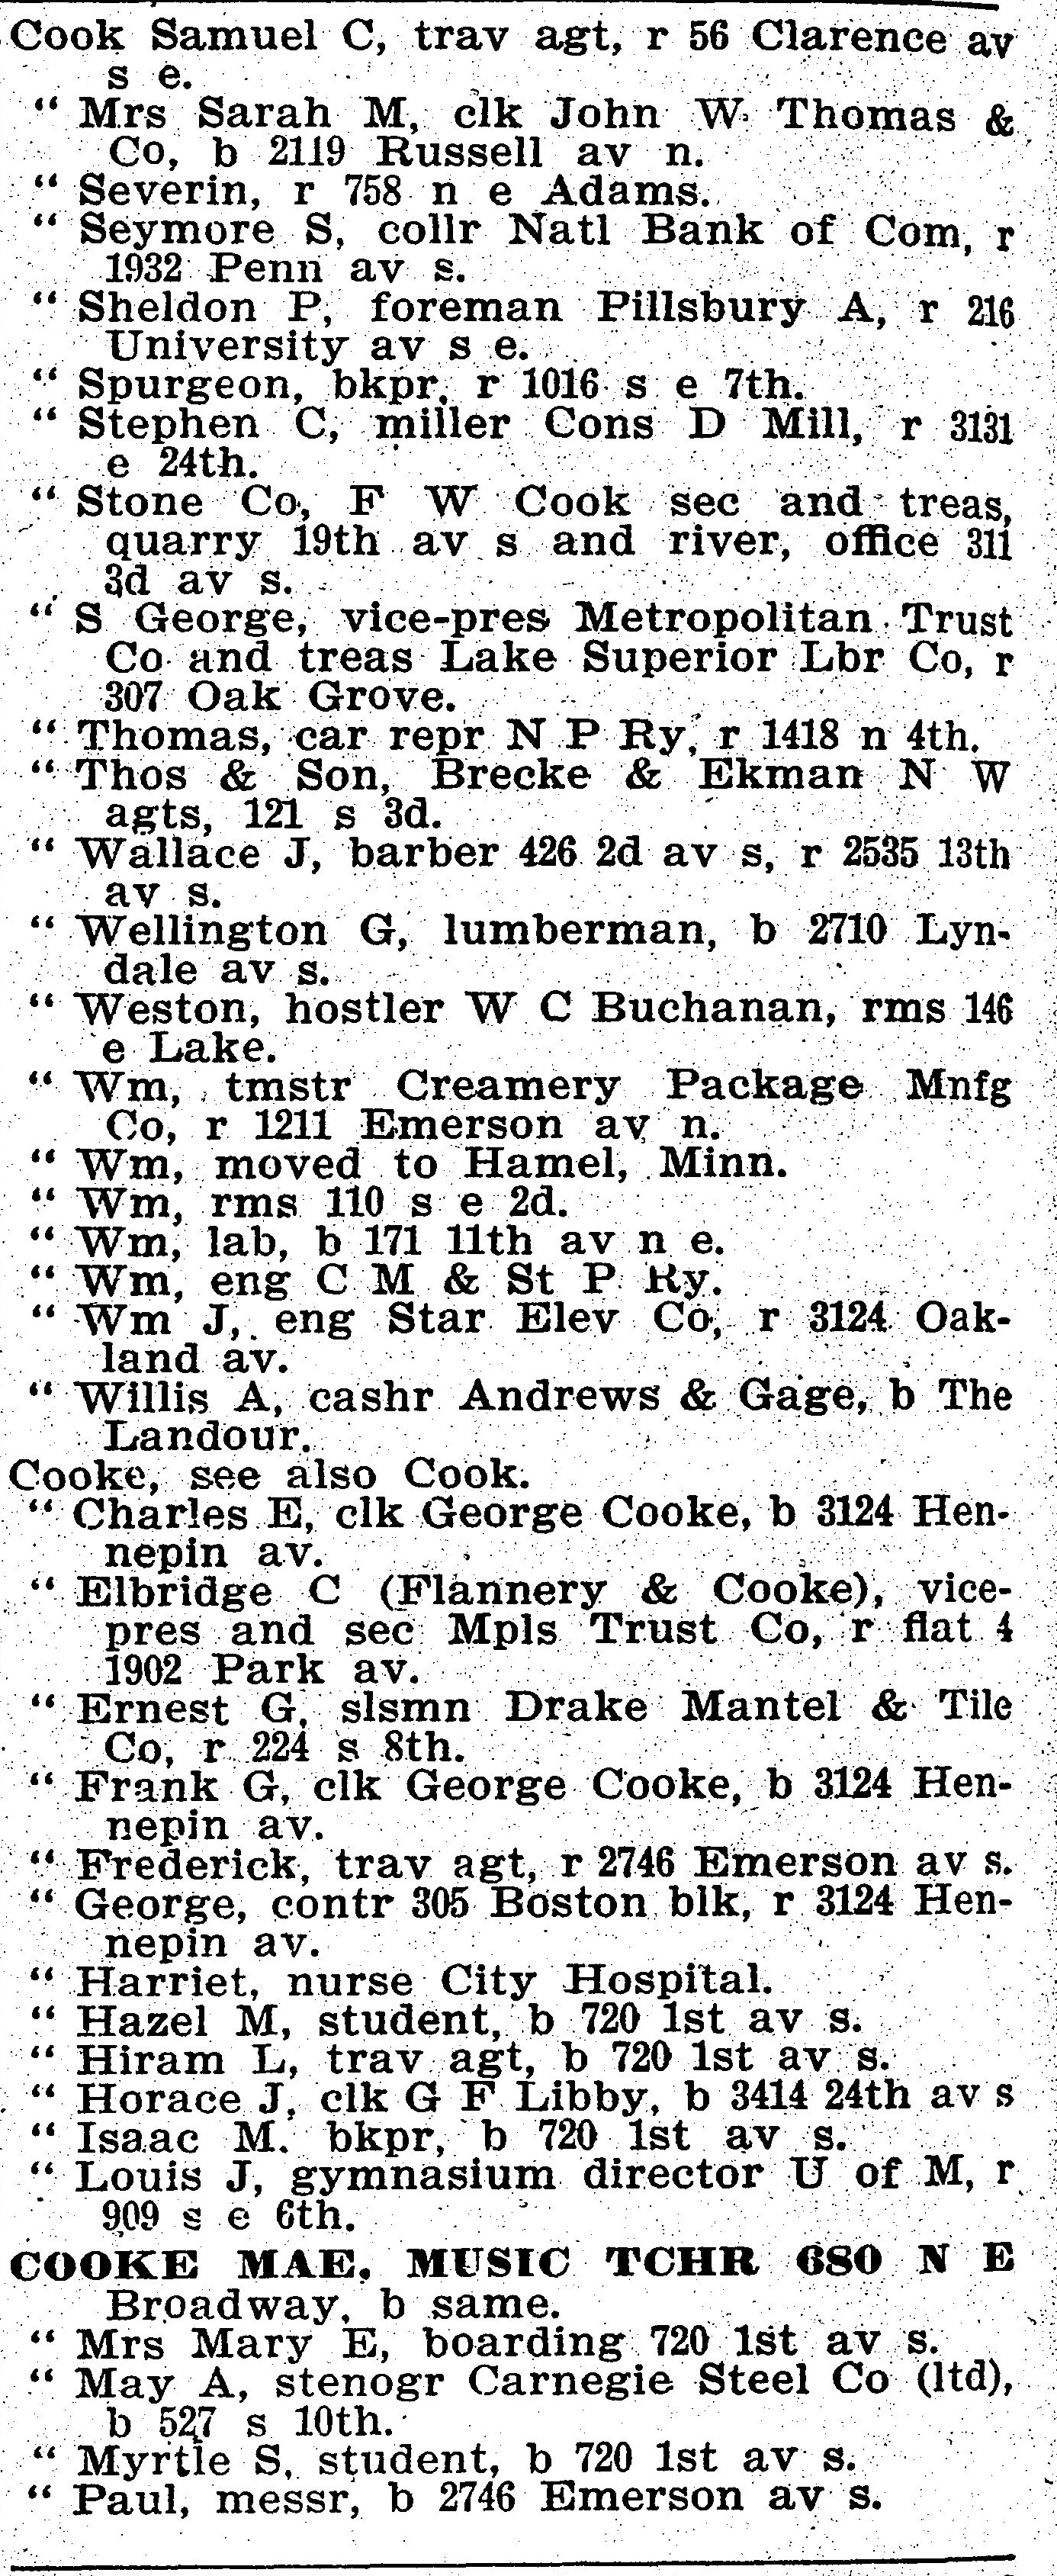 Cook Samuel C, trav agt, r 56 Clarence av
s e.
“ Mrs Sarah M, clk John W Thomas &
Co, b 2119 Russell av n.
“ Severin, r 758 n e Adams.
“ Seymore S, collr Natl Bank of Com, r
1932 Penn av s.
“ Sheldon P, foreman Pillsbury A, r 216
University av s e.
“ Spurgeon, bkpr, r 1016 s e 7th.
“ Stephen C, miller Cons D Mill, r 3131
e 24th.
“ Stone Co, F W Cook sec and treas,
quarry 19th av s and river, office 311
3d av s.
“ S George, vice-pres Metropolitan Trust
Co and treas Lake Superior Lbr Co, r
307 Oak Grove.
“ Thomas, car repr N P Ry, r 1418 n 4th.
“ Thos & Son, Brecke & Ekman N W
agts, 121 s 3d.
“ Wallace J, barber 426 2d av s, r 2535 13th
av s.
“ Wellington G, lumberman, b 2710 Lyn-
dale av s.
“ Weston, hostler W C Buchanan, rms 146
e Lake.
“ Wm, tmstr Creamery Package Mnfg
Co, r 1211 Emerson av n.
“ Wm, moved to Hamel, Minn.
“ Wm, rms 110 s e 2d.
“ Wm, lab, b 171 11th av n e.
“ Wm, eng C M & St P Ry.
“ Wm J, eng Star Elev Co, r 3124 Oak-
land av.
“ Willis A, cashr Andrews & Gage, b The
Landour.
Cooke, see also Cook.
“ Charles E, clk George Cooke, b 3124 Hen-
nepin av.
“ Elbridge C (Flannery & Cooke), vice-
pres and sec Mpls Trust Co, r flat 4
1902 Park av.
“ Ernest G, slsmn Drake Mantel & Tile
Co, r 224 s 8th.
“ Frank G, clk George Cooke, b 3124 Hen-
nepin av.
“ Frederick, trav agt, r 2746 Emerson av s.
“ George, contr 305 Boston blk, r 3124 Hen-
nepin av.
“ Harriet, nurse City Hospital.
“ Hazel M, student, b 720 1st av s.
“ Hiram L, trav agt, b 720 1st av s.
“ Horace J, clk G F Libby, b 3414 24th av s
“ Isaac M. bkpr, b 720 1st av s.
“ Louis J, gymnasium director U of M, r
909 s e 6th.
COOKE MAE, MUSIC TCHR 680 N E
Broadway, b same.
“ Mrs Mary E, boarding 720 1st av s.
“ May A, stenogr Carnegie Steel Co (ltd),
b 527 s 10th.
“ Myrtle S, student, b 720 1st av s.
“ Paul, messr, b 2746 Emerson av s.